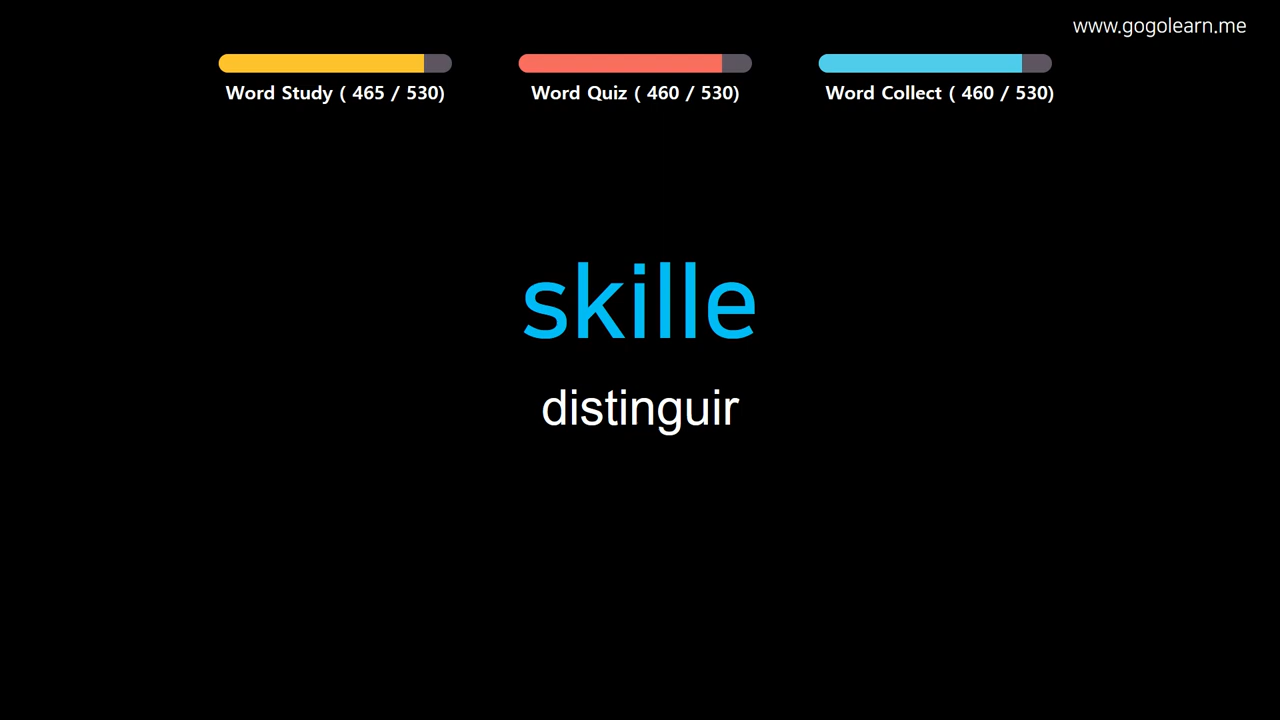 www.gogolearn.me
Word Study ( 465 / 530)
Word Quiz ( 460 / 530)
Word Collect ( 460 / 530)
skille
distinguir